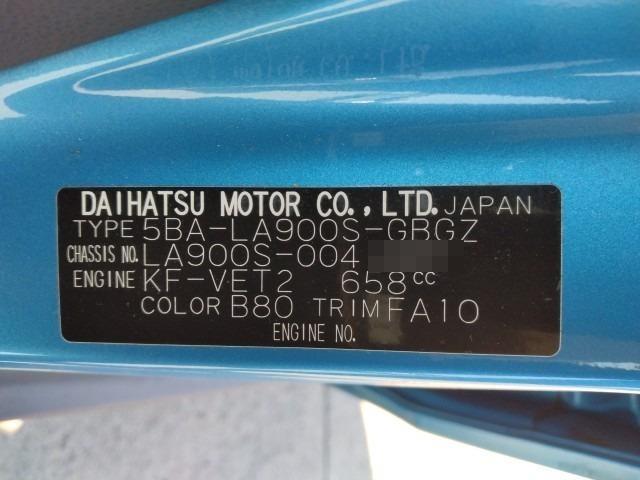 DAIHATSU MOTOR CO., LTD. JAPAN
TYPE 5BA-LA900S-GBGZ
CHASSIS NO. LA900S-004
ENGINE KF-VET2 658cc
COLOR B80 TRIM FA10
ENGINE NO.